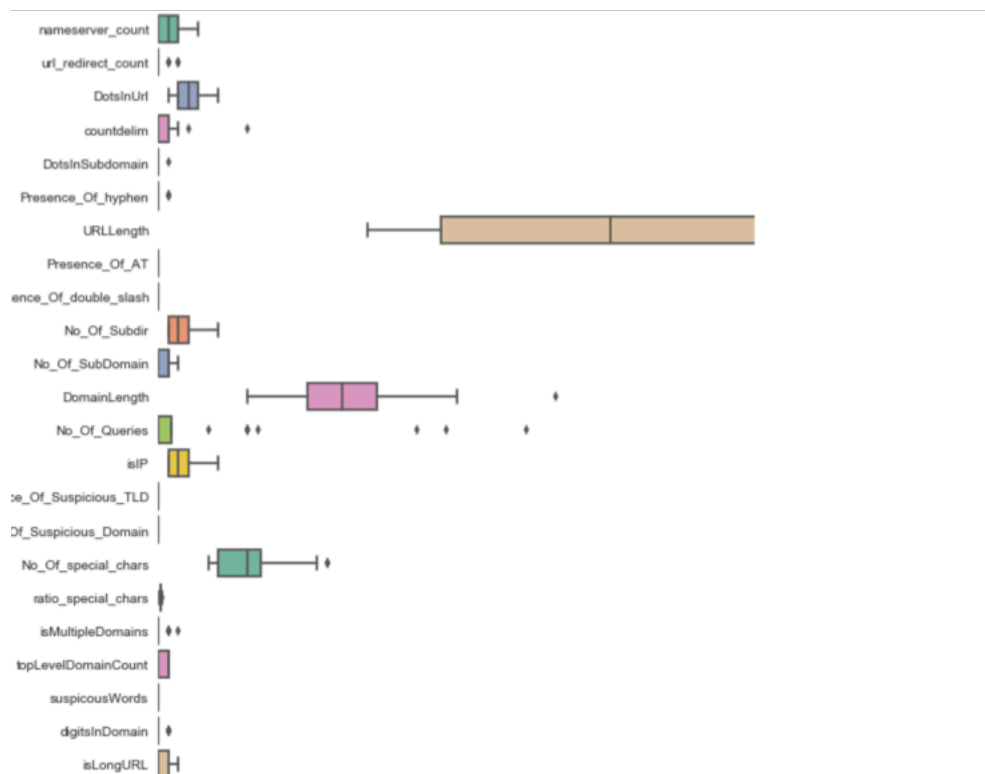 nameserver_count
url_redirect_count
DotsInUrl
countdelim
DotsInSubdomain
Presence_Of_hyphen
URLLength
Presence_Of_AT
ence_Of_double_slash
No_Of_Subdir
No_Of_SubDomain
DomainLength
No_Of_Queries
isIP
ce_Of_Suspicious_TLD
Of_Suspicious_Domain
No_Of_special_chars
ratio_special_chars
isMultipleDomains
topLevelDomainCount
suspicousWords
digitsInDomain
isLongURL